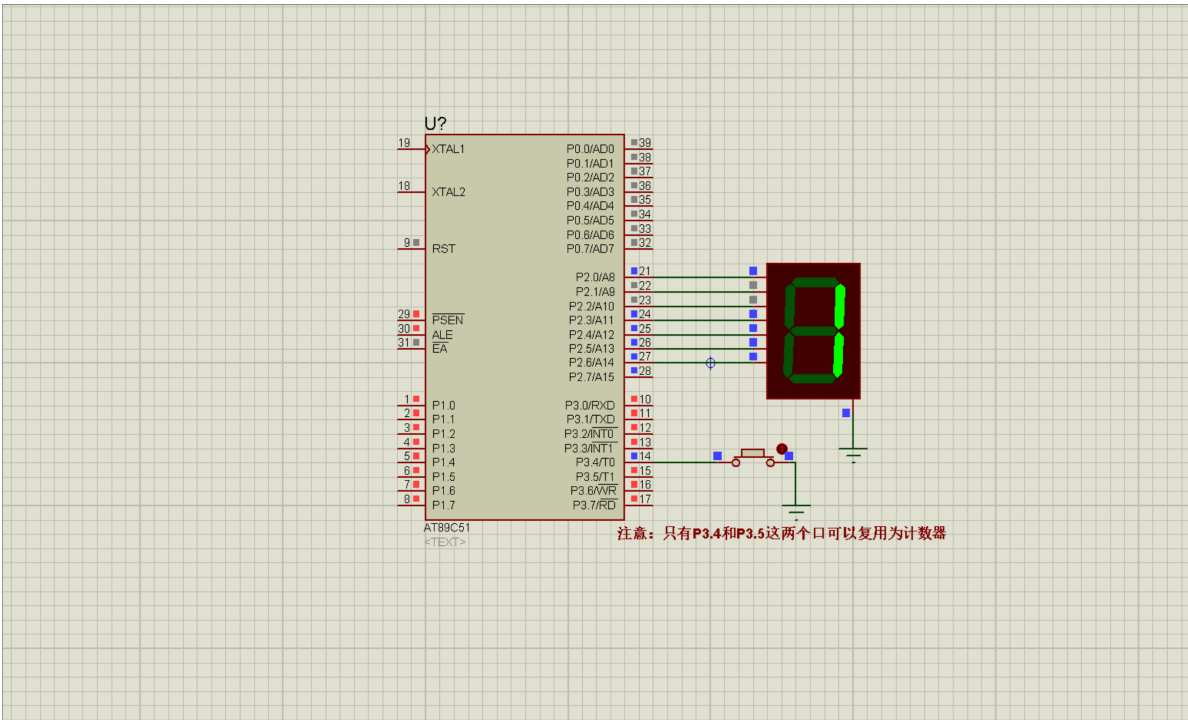 U?
19 XTAL1 P0.0/AD0 39
P0.1/AD1 38
P0.2/AD2 37
18 XTAL2 P0.3/AD3 36
P0.4/AD4 35
P0.5/AD5 34
P0.6/AD6 33
9 RST P0.7/AD7 32
P2.0/A8 21
P2.1/A9 22
P2.2/A10 23
29 PSEN P2.3/A11 24
30 ALE P2.4/A12 25
31 EA P2.5/A13 26
P2.6/A14 27
P2.7/A15 28
1 P1.0 P3.0/RXD 10
2 P1.1 P3.1/TXD 11
3 P1.2 P3.2/INT0 12
4 P1.3 P3.3/INT1 13
5 P1.4 P3.4/T0 14
6 P1.5 P3.5/T1 15
7 P1.6 P3.6/WR 16
8 P1.7 P3.7/RD 17
AT89C51
<TEXT>
注意：只有P3.4和P3.5这两个口可以复用为计数器